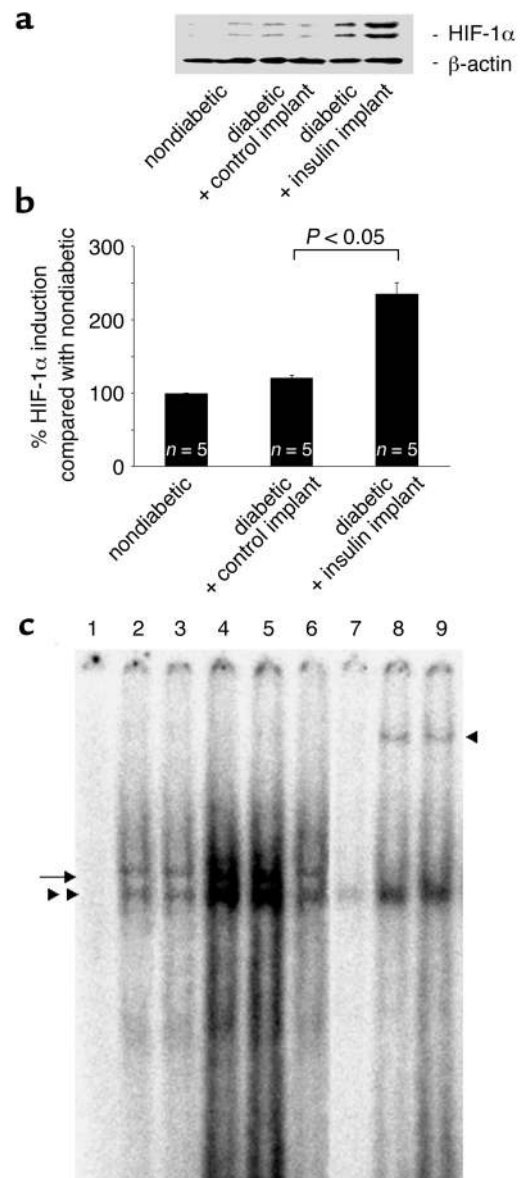 a
- HIF-1α
- β-actin
nondiabetic
diabetic
+ control implant
diabetic
+ insulin implant
b
P < 0.05
% HIF-1α induction
compared with nondiabetic
300
200
100
0
n = 5
n = 5
n = 5
nondiabetic
diabetic
+ control implant
diabetic
+ insulin implant
c
1 2 3 4 5 6 7 8 9